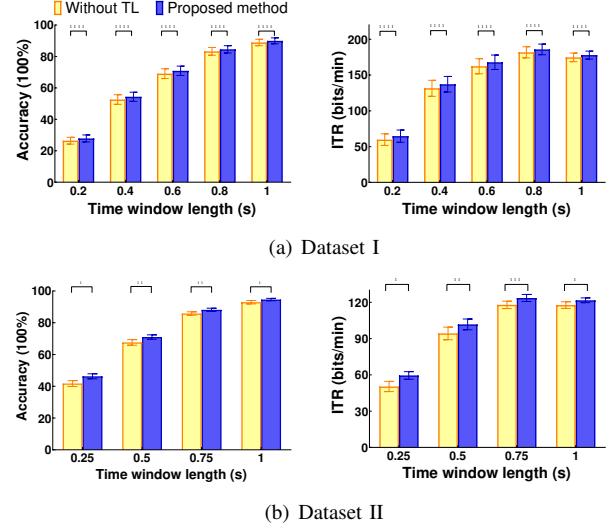 Without TL Proposed method
Accuracy (100%)
100
80
60
40
20
0
0.2 0.4 0.6 0.8 1
Time window length (s)
ITR (bits/min)
200
150
100
50
0
0.2 0.4 0.6 0.8 1
Time window length (s)
(a) Dataset I
Accuracy (100%)
100
80
60
40
20
0
0.25 0.5 0.75 1
Time window length (s)
ITR (bits/min)
120
90
60
30
0
0.25 0.5 0.75 1
Time window length (s)
(b) Dataset II